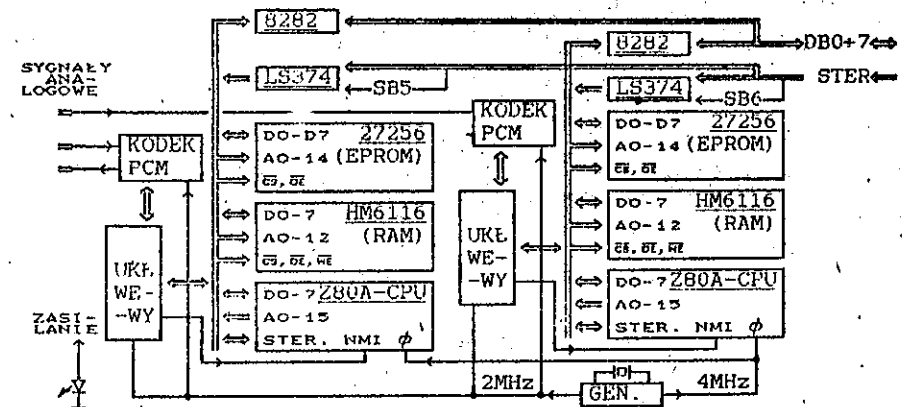 8282
8282
DB0+7
SYGNAŁY
ANA-
LOGOWE
LS374
SB5
LS374
STER
SB6
KODEK
PCM
KODEK
PCM
D0-D7 27256
A0-14 (EPROM)
CS, OE
D0-D7 27256
A0-14 (EPROM)
CS, OE
D0-7 HM6116
A0-12 (RAM)
CS, OE, WE
D0-7 HM6116
A0-12 (RAM)
CS, OE, WE
UKŁ
WE-
-WY
UKŁ
WE-
-WY
D0-7 Z80A-CPU
A0-15
STER. NMI ϕ
D0-7 Z80A-CPU
A0-15
STER. NMI ϕ
ZASI-
LANIE
2MHz
GEN.
4MHz